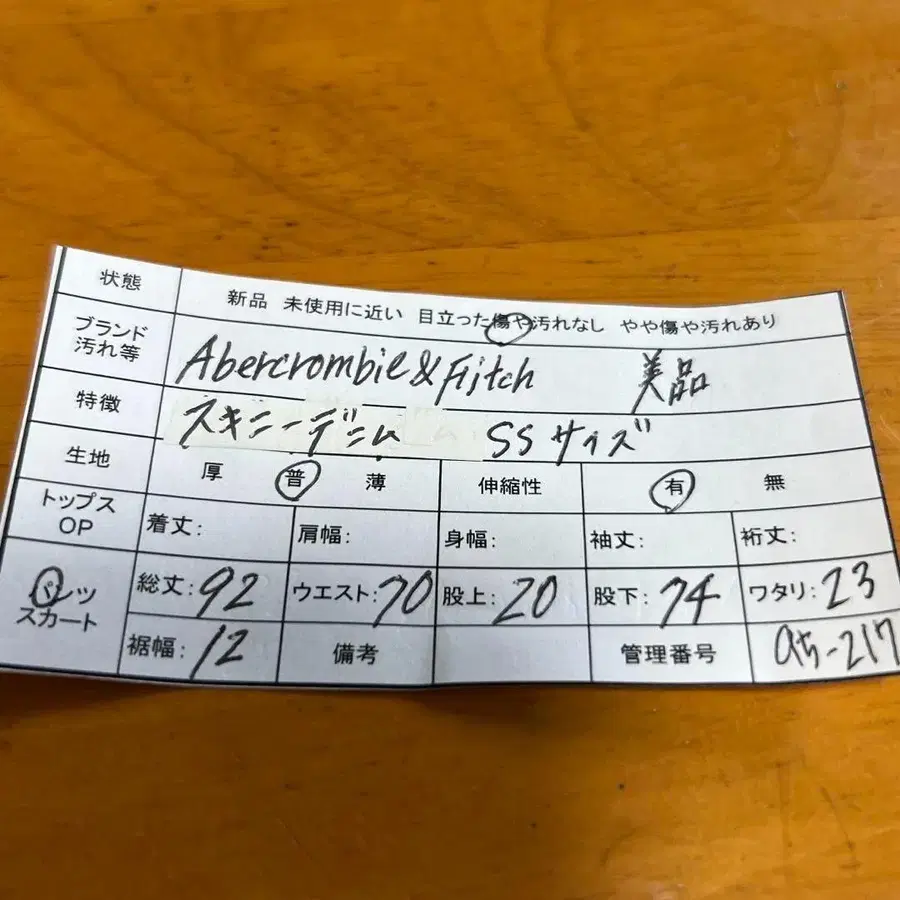 状態 新品 未使用に近い 目立った傷や汚れなし やや傷や汚れあり
ブランド 汚れ等 Abercrombie & Fitch 美品
特徴 スキニーデニム SSサイズ
生地 厚 普 薄 伸縮性 有 無
トップス OP 着丈: 肩幅: 身幅: 袖丈: 裄丈:
パンツ スカート 総丈: 92 ウエスト: 70 股上: 20 股下: 74 ワタリ: 23
裾幅: 12 備考 管理番号